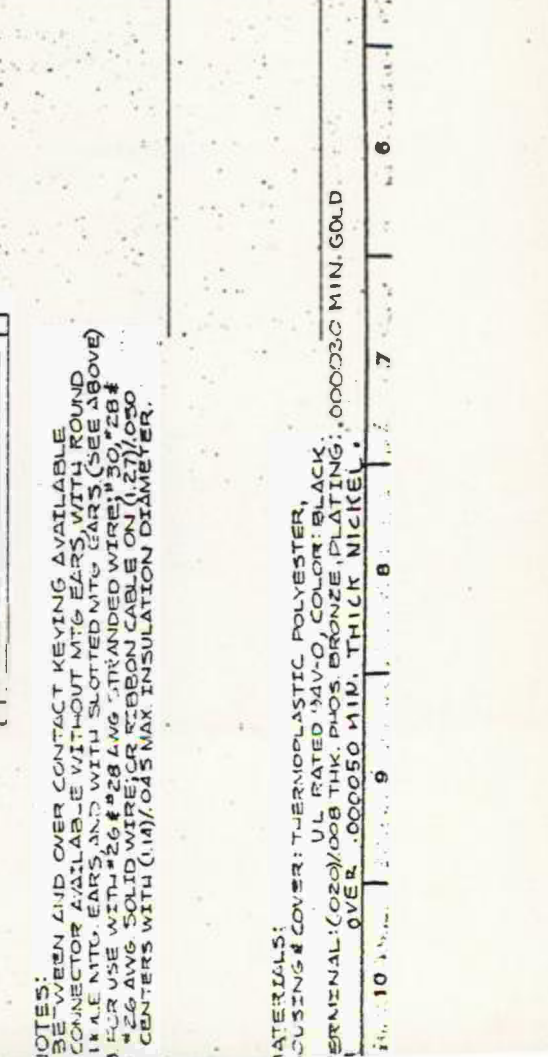 NOTES:
BETWEEN AND OVER CONTACT KEYING AVAILABLE
CONNECTOR AVAILABLE WITHOUT MTG EARS, WITH ROUND
HOLE MTG. EARS, AND WITH SLOTTED MTG EARS. (SEE ABOVE)
FOR USE WITH #26 & #28 AWG STRANDED WIRE; #30, #28 &
#26 AWG SOLID WIRE; OR RIBBON CABLE ON (1.27)/.050
CENTERS WITH (1.14)/.045 MAX. INSULATION DIAMETER.
MATERIALS:
HOUSING & COVER: THERMOPLASTIC POLYESTER,
UL RATED 94V-0, COLOR: BLACK.
TERMINAL: (.020)/.008 THK. PHOS. BRONZE, PLATING: .000030 MIN. GOLD
OVER .000050 MIN. THICK NICKEL.
10 9 8 7 6